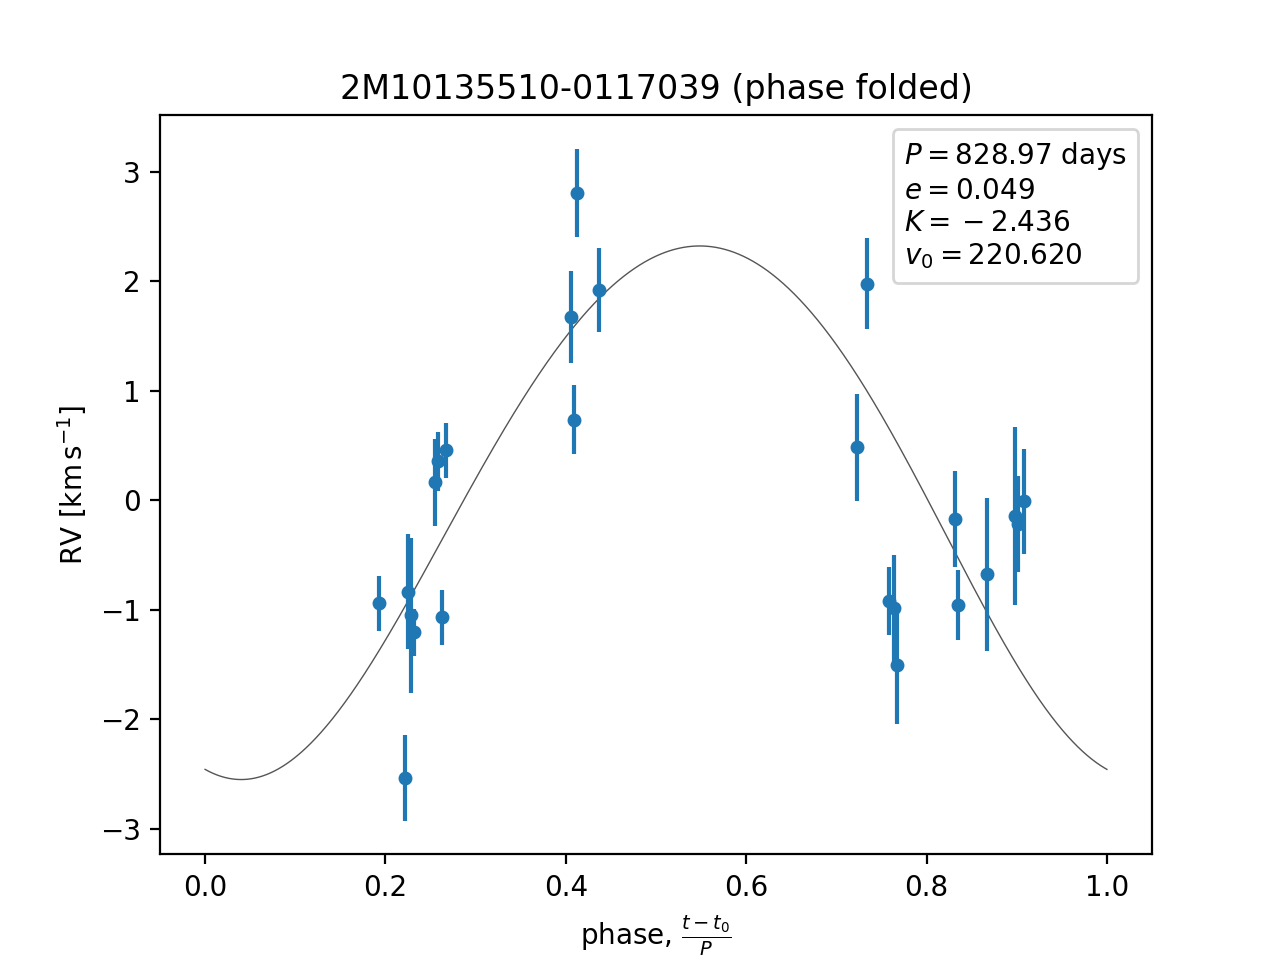 2M10135510-0117039 (phase folded)
P = 828.97 days
e = 0.049
K = −2.436
v₀ = 220.620
RV [km s⁻¹]
3
2
1
0
−1
−2
−3
0.0 0.2 0.4 0.6 0.8 1.0
phase, (t − t₀)/P